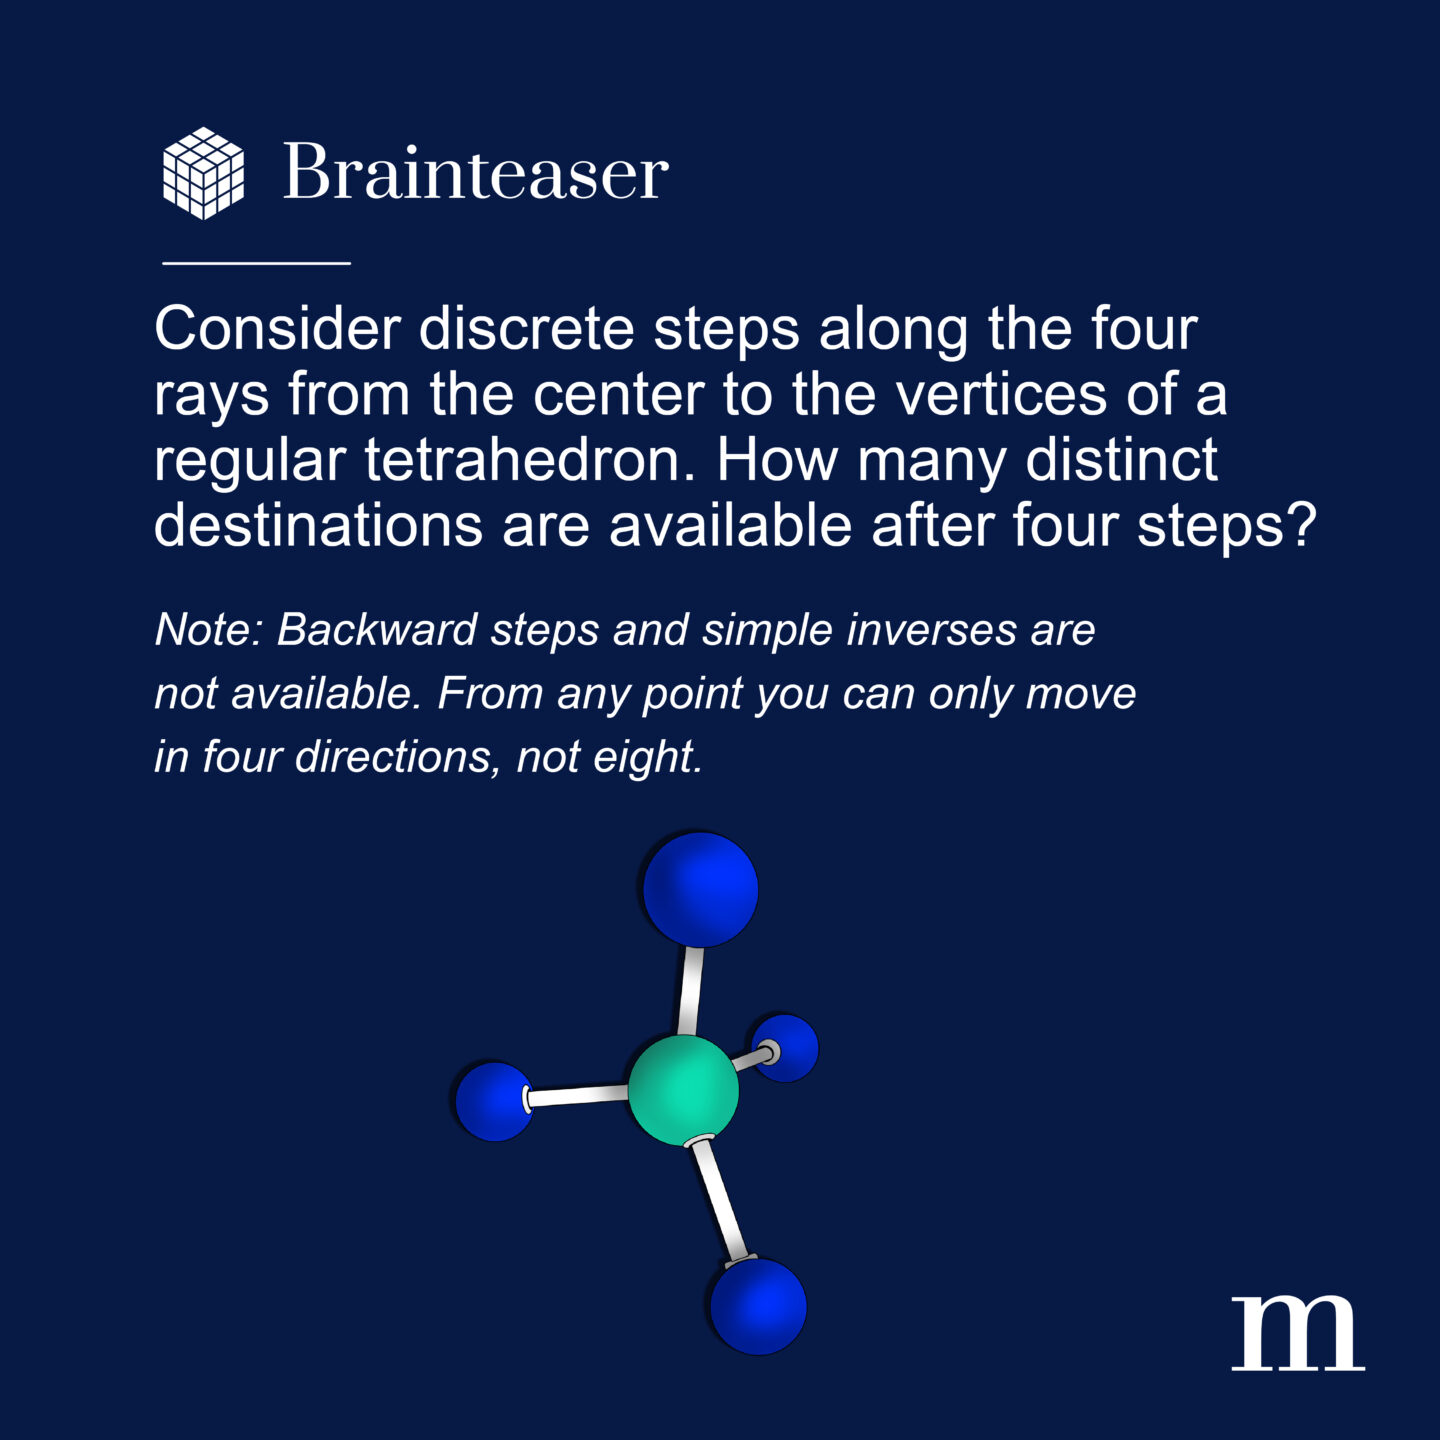 Brainteaser
Consider discrete steps along the four
rays from the center to the vertices of a
regular tetrahedron. How many distinct
destinations are available after four steps?
Note: Backward steps and simple inverses are
not available. From any point you can only move
in four directions, not eight.
m